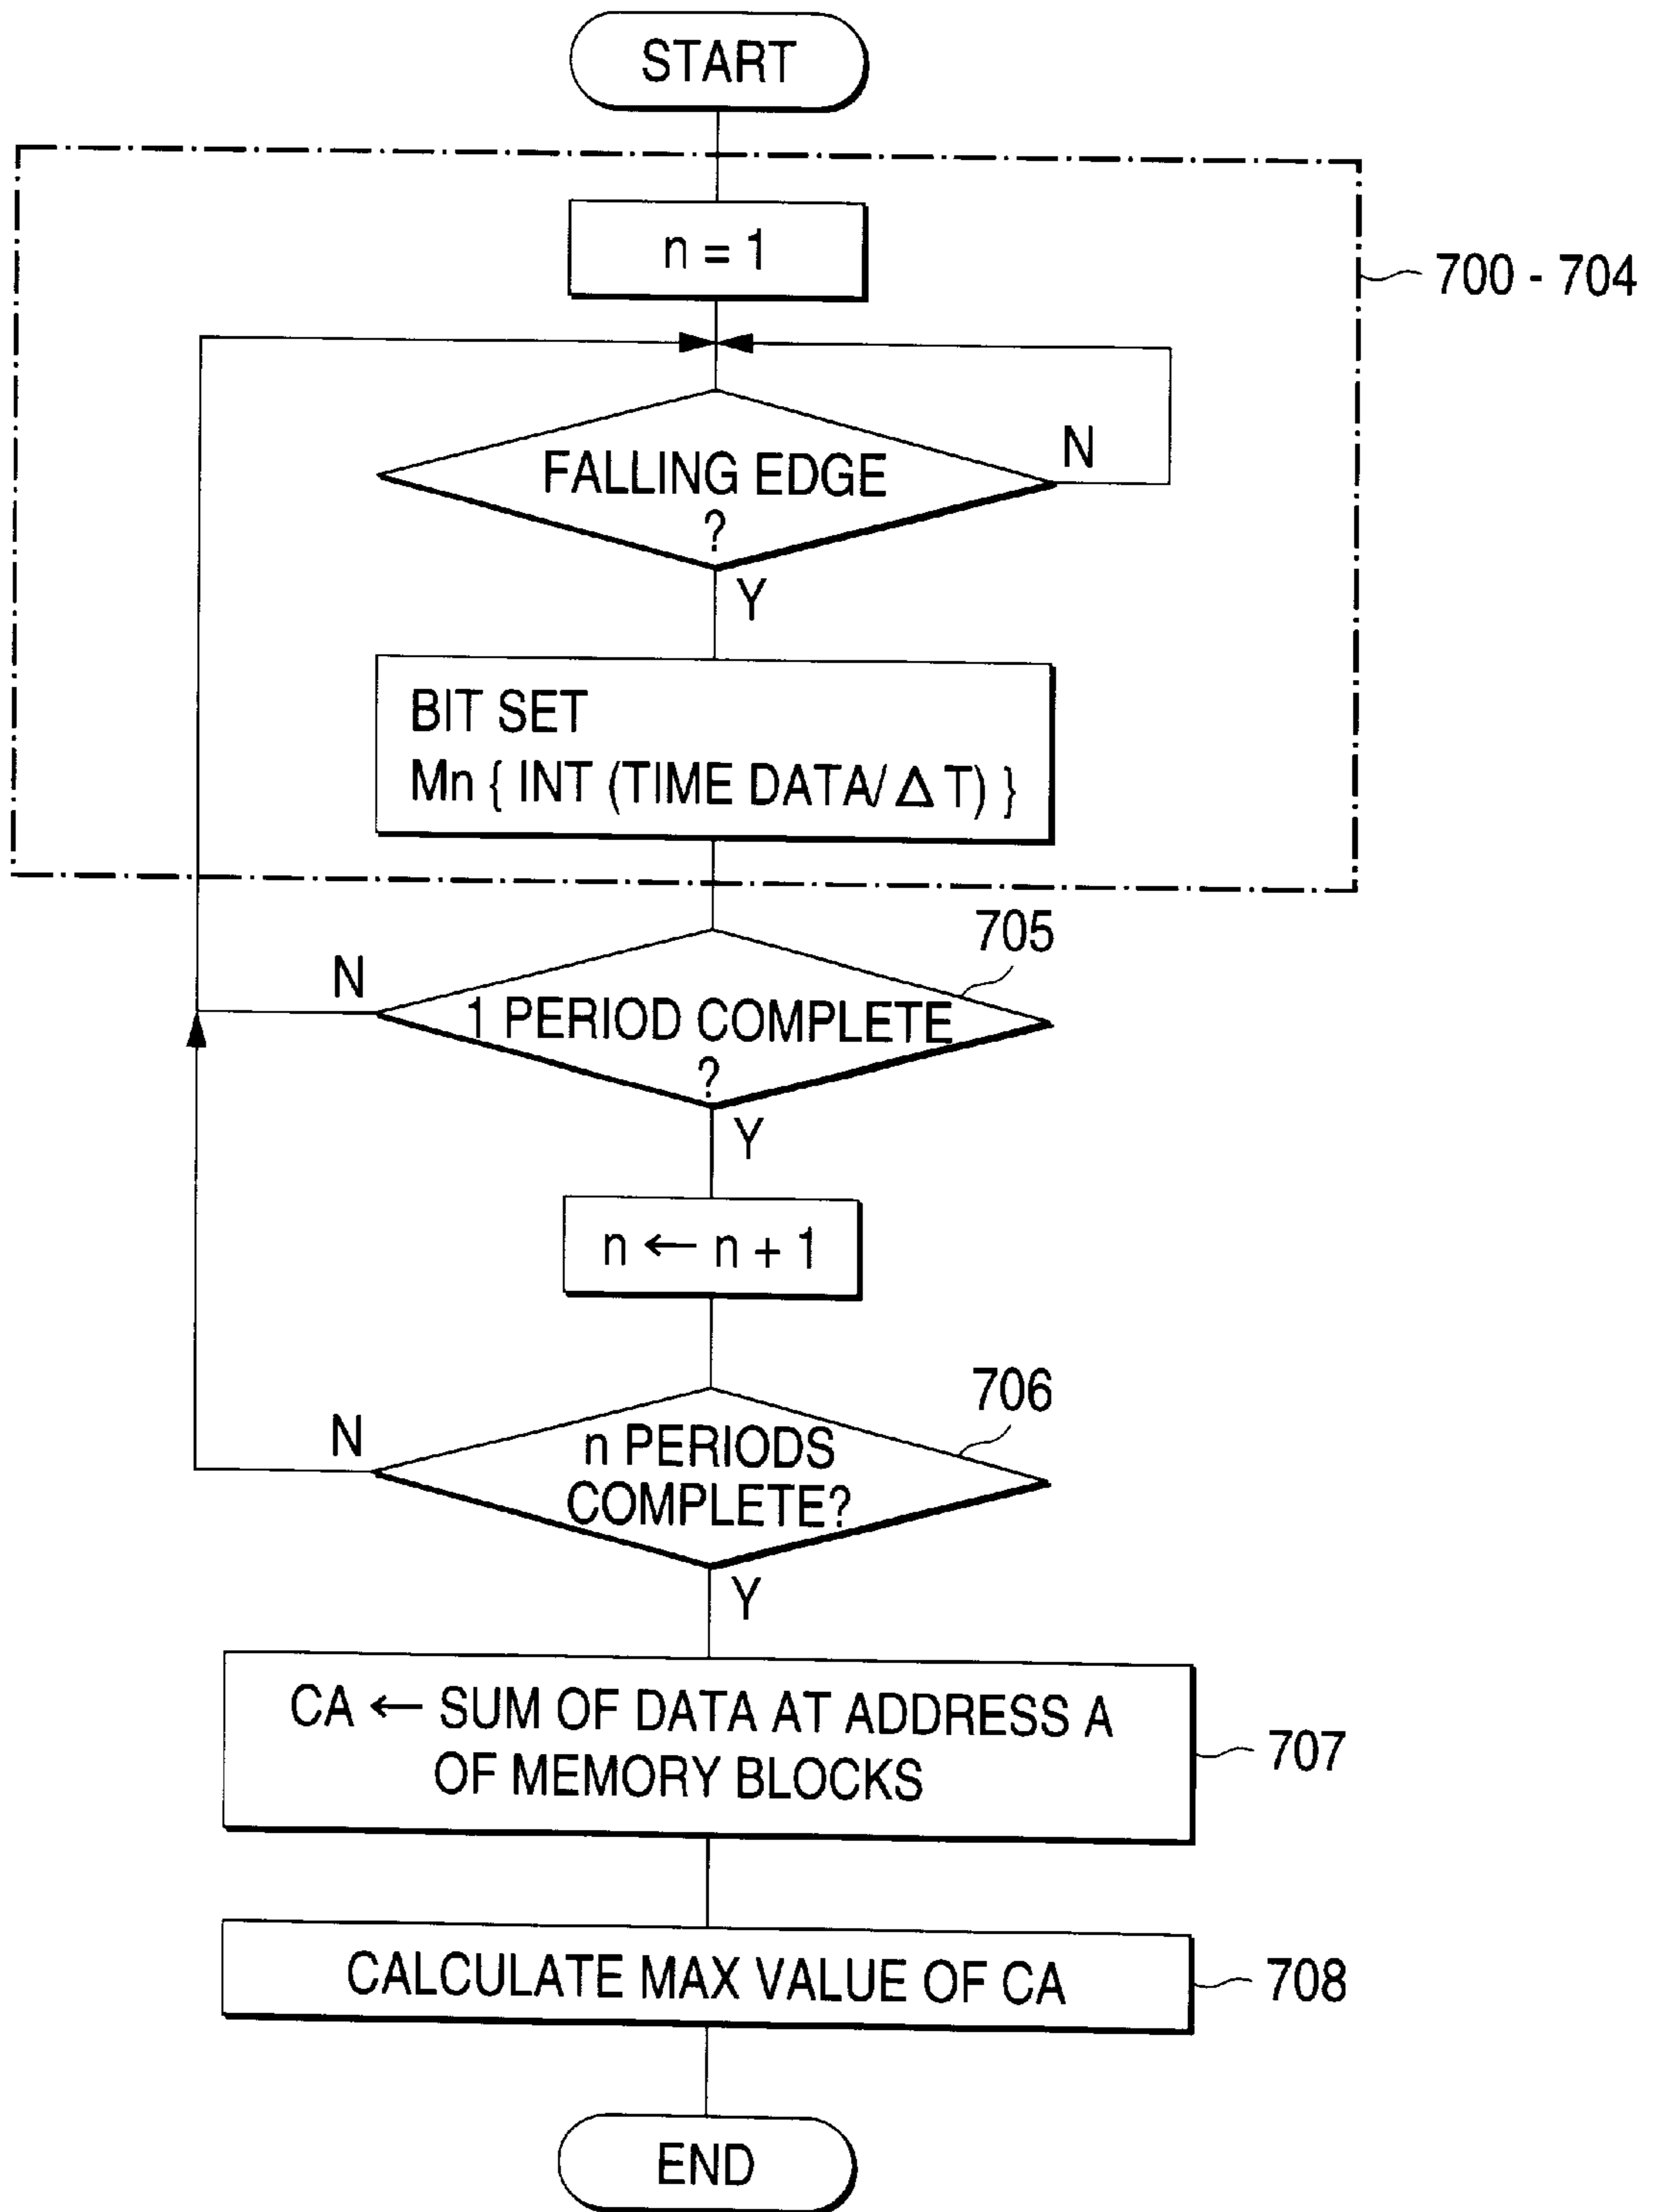 START
n = 1
700 - 704
FALLING EDGE
?
N
Y
BIT SET
Mn { INT (TIME DATA/ Δ T) }
705
N
1 PERIOD COMPLETE
?
Y
n ← n + 1
706
N
n PERIODS
COMPLETE?
Y
CA ← SUM OF DATA AT ADDRESS A
OF MEMORY BLOCKS
707
CALCULATE MAX VALUE OF CA
708
END